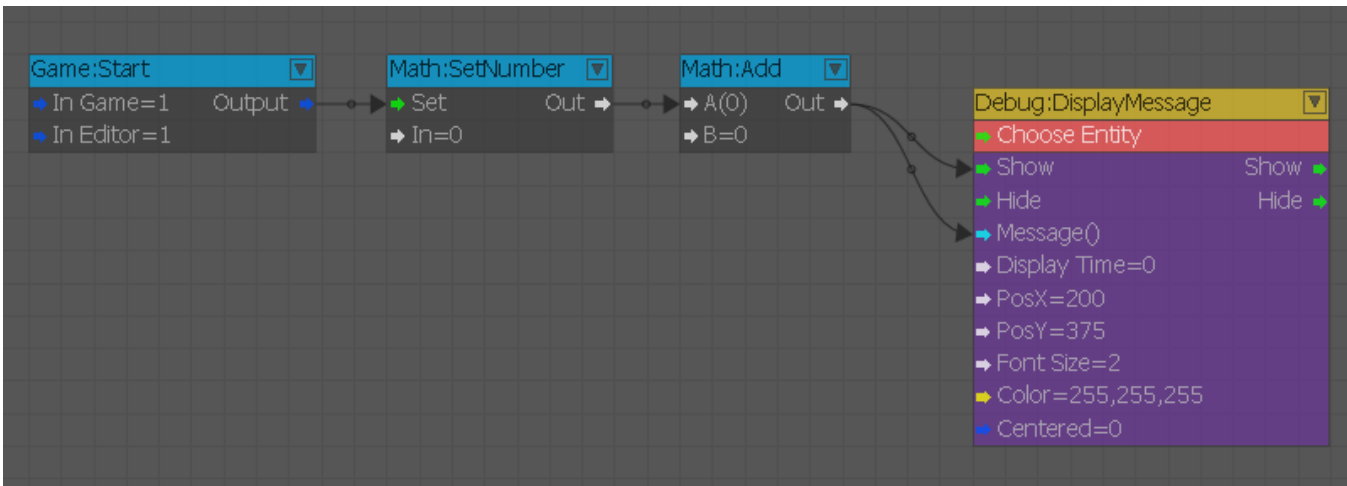 Game:Start
In Game=1 Output
In Editor=1
Math:SetNumber
Set Out
In=0
Math:Add
A(0) Out
B=0
Debug:DisplayMessage
Choose Entity
Show Show
Hide Hide
Message()
Display Time=0
PosX=200
PosY=375
Font Size=2
Color=255,255,255
Centered=0